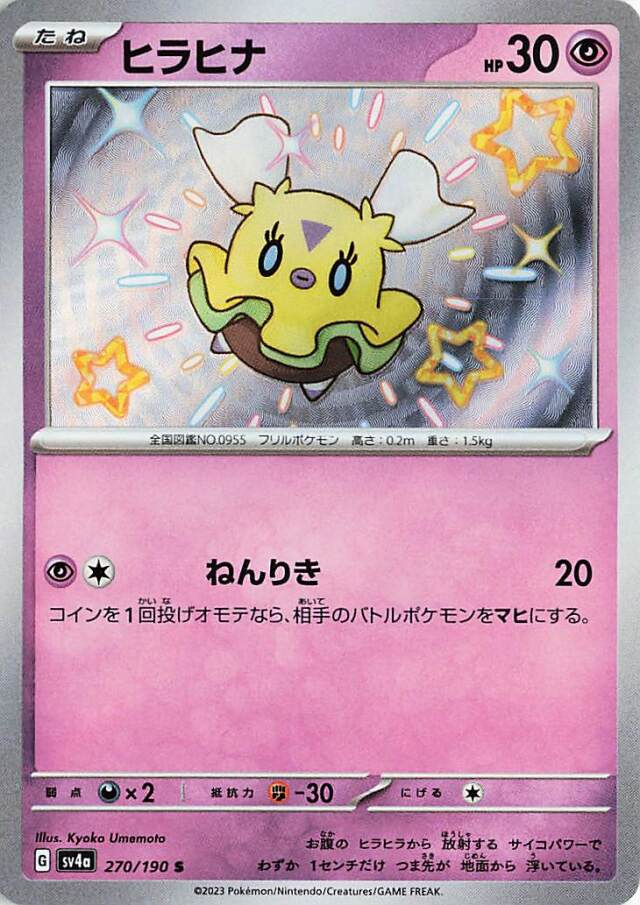 たね ヒラヒナ HP30
全国図鑑NO.0955 フリルポケモン 高さ:0.2m 重さ:1.5kg
ねんりき 20
コインを1回投げオモテなら、相手のバトルポケモンをマヒにする。
弱点 ×2 抵抗力 -30 にげる
Illus. Kyoko Umemoto
G sv4a 270/190 S
お腹の ヒラヒラから 放射する サイコパワーで
わずか 1センチだけ つま先が 地面から 浮いている。
©2023 Pokémon/Nintendo/Creatures/GAME FREAK.